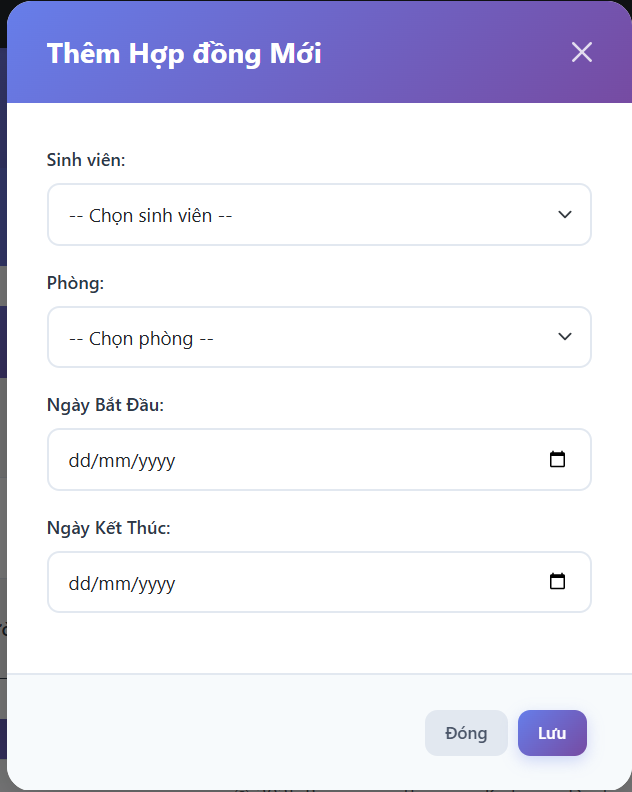 Thêm Hợp đồng Mới
Sinh viên:
-- Chọn sinh viên --
Phòng:
-- Chọn phòng --
Ngày Bắt Đầu:
dd/mm/yyyy
Ngày Kết Thúc:
dd/mm/yyyy
Đóng Lưu